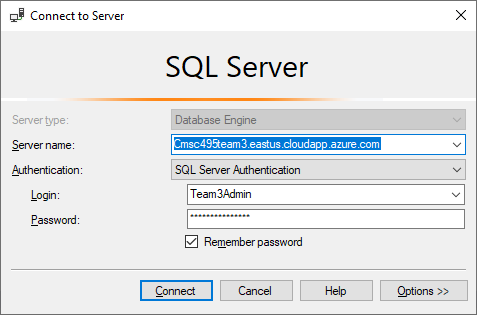 Connect to Server
SQL Server
Server type: Database Engine
Server name: Cmsc495team3.eastus.cloudapp.azure.com
Authentication: SQL Server Authentication
Login: Team3Admin
Password: ***************
Remember password
Connect Cancel Help Options >>